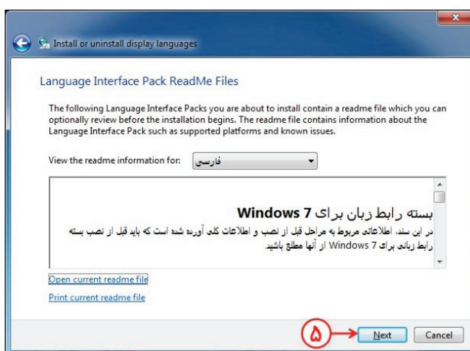 Install or uninstall display languages
Language Interface Pack ReadMe Files
The following Language Interface Packs you are about to install contain a readme file which you can
optionally review before the installation begins. The readme file contains information about the
Language Interface Pack such as supported platforms and known issues.
View the readme information for: فارسی
بسته رابط زبان برای Windows 7
در این سند، اطلاعاتی مربوط به مراحل قبل از نصب و اطلاعات کلی آورده شده است که باید قبل از نصب بسته
رابط زبانی برای Windows 7 از آنها مطلع باشید.
Open current readme file
Print current readme file
۵ Next Cancel